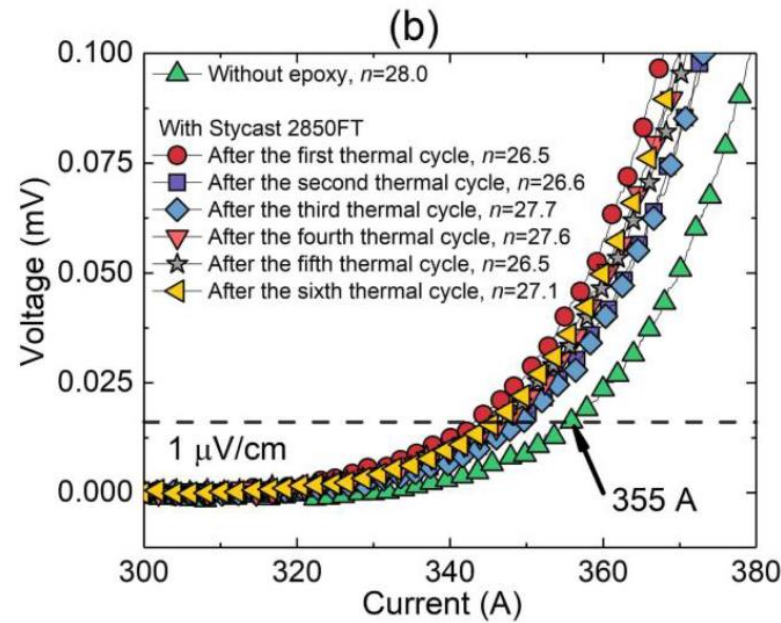 (b)
0.100
0.075
0.050
0.025
0.000
Voltage (mV)
Without epoxy, n=28.0
With Stycast 2850FT
After the first thermal cycle, n=26.5
After the second thermal cycle, n=26.6
After the third thermal cycle, n=27.7
After the fourth thermal cycle, n=27.6
After the fifth thermal cycle, n=26.5
After the sixth thermal cycle, n=27.1
1 μV/cm
355 A
300 320 340 360 380
Current (A)